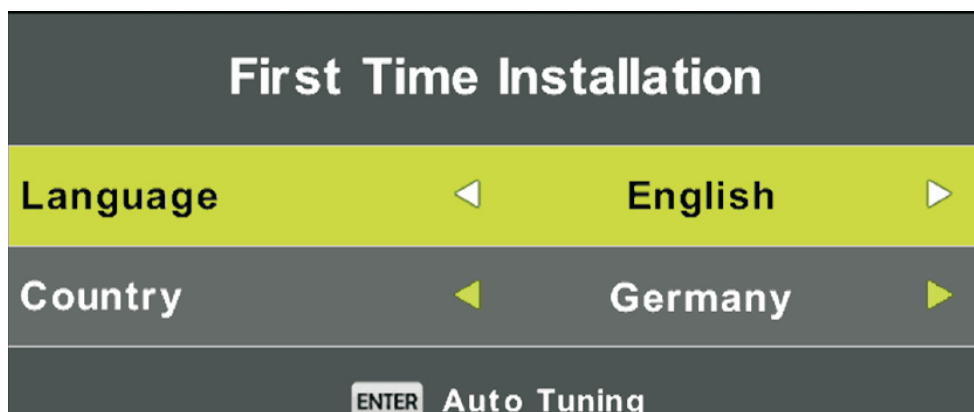 First Time Installation
Language English
Country Germany
ENTER Auto Tuning